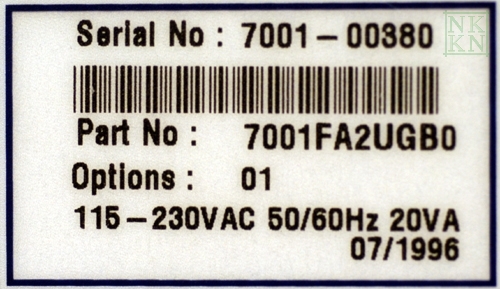 Serial No : 7001-00380
Part No : 7001FA2UGB0
Options : 01
115-230VAC 50/60Hz 20VA
07/1996
NK
KN